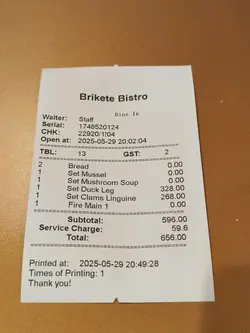 Brikete Bistro
Dine In
Waiter: Staff
Serial: 1748520124
CHK: 22920/1!04
Open at: 2025-05-29 20:02:04
TBL: 13 GST: 2
2 Bread 0.00
1 Set Mussel 0.00
1 Set Mushroom Soup 0.00
1 Set Duck Leg 328.00
1 Set Clams Linguine 268.00
1 Fire Main 1 0.00
Subtotal: 596.00
Service Charge: 59.6
Total: 656.00
Printed at: 2025-05-29 20:49:28
Times of Printing: 1
Thank you!